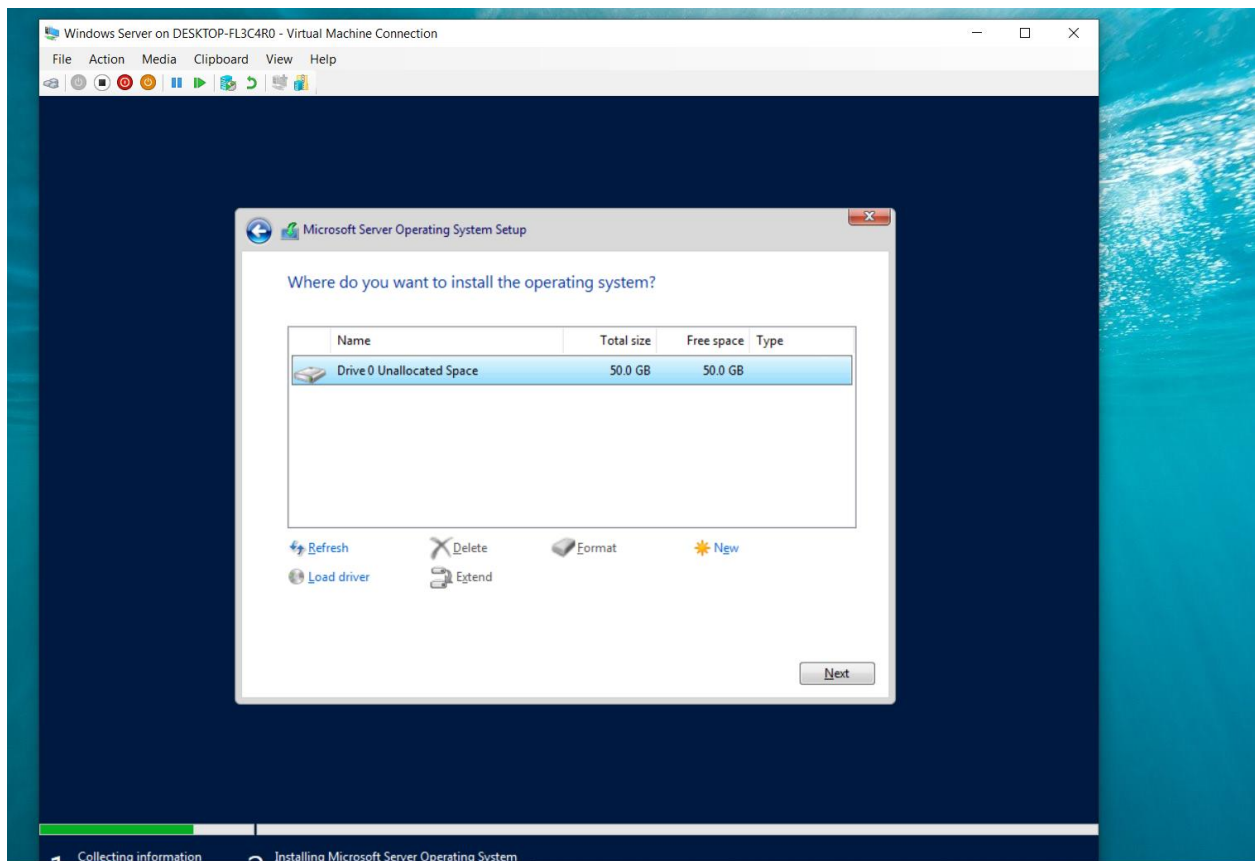 Windows Server on DESKTOP-FL3C4R0 - Virtual Machine Connection
File Action Media Clipboard View Help
Microsoft Server Operating System Setup
Where do you want to install the operating system?
Name Total size Free space Type
Drive 0 Unallocated Space 50.0 GB 50.0 GB
Refresh Delete Format New
Load driver Extend
Next
1 Collecting information 2 Installing Microsoft Server Operating System